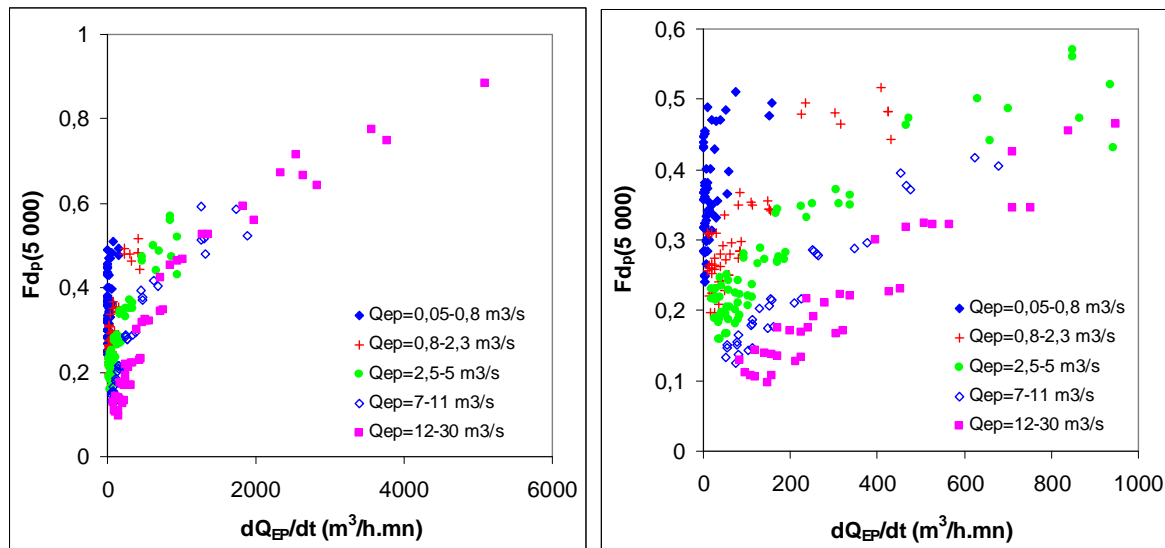 1
0,8
0,6
0,4
0,2
0
0 2000 4000 6000
Fdp(5 000)
dQEP/dt (m³/h.mn)
Qep=0,05-0,8 m3/s
Qep=0,8-2,3 m3/s
Qep=2,5-5 m3/s
Qep=7-11 m3/s
Qep=12-30 m3/s
0,6
0,5
0,4
0,3
0,2
0,1
0
0 200 400 600 800 1000
Fdp(5 000)
dQEP/dt (m³/h.mn)
Qep=0,05-0,8 m3/s
Qep=0,8-2,3 m3/s
Qep=2,5-5 m3/s
Qep=7-11 m3/s
Qep=12-30 m3/s